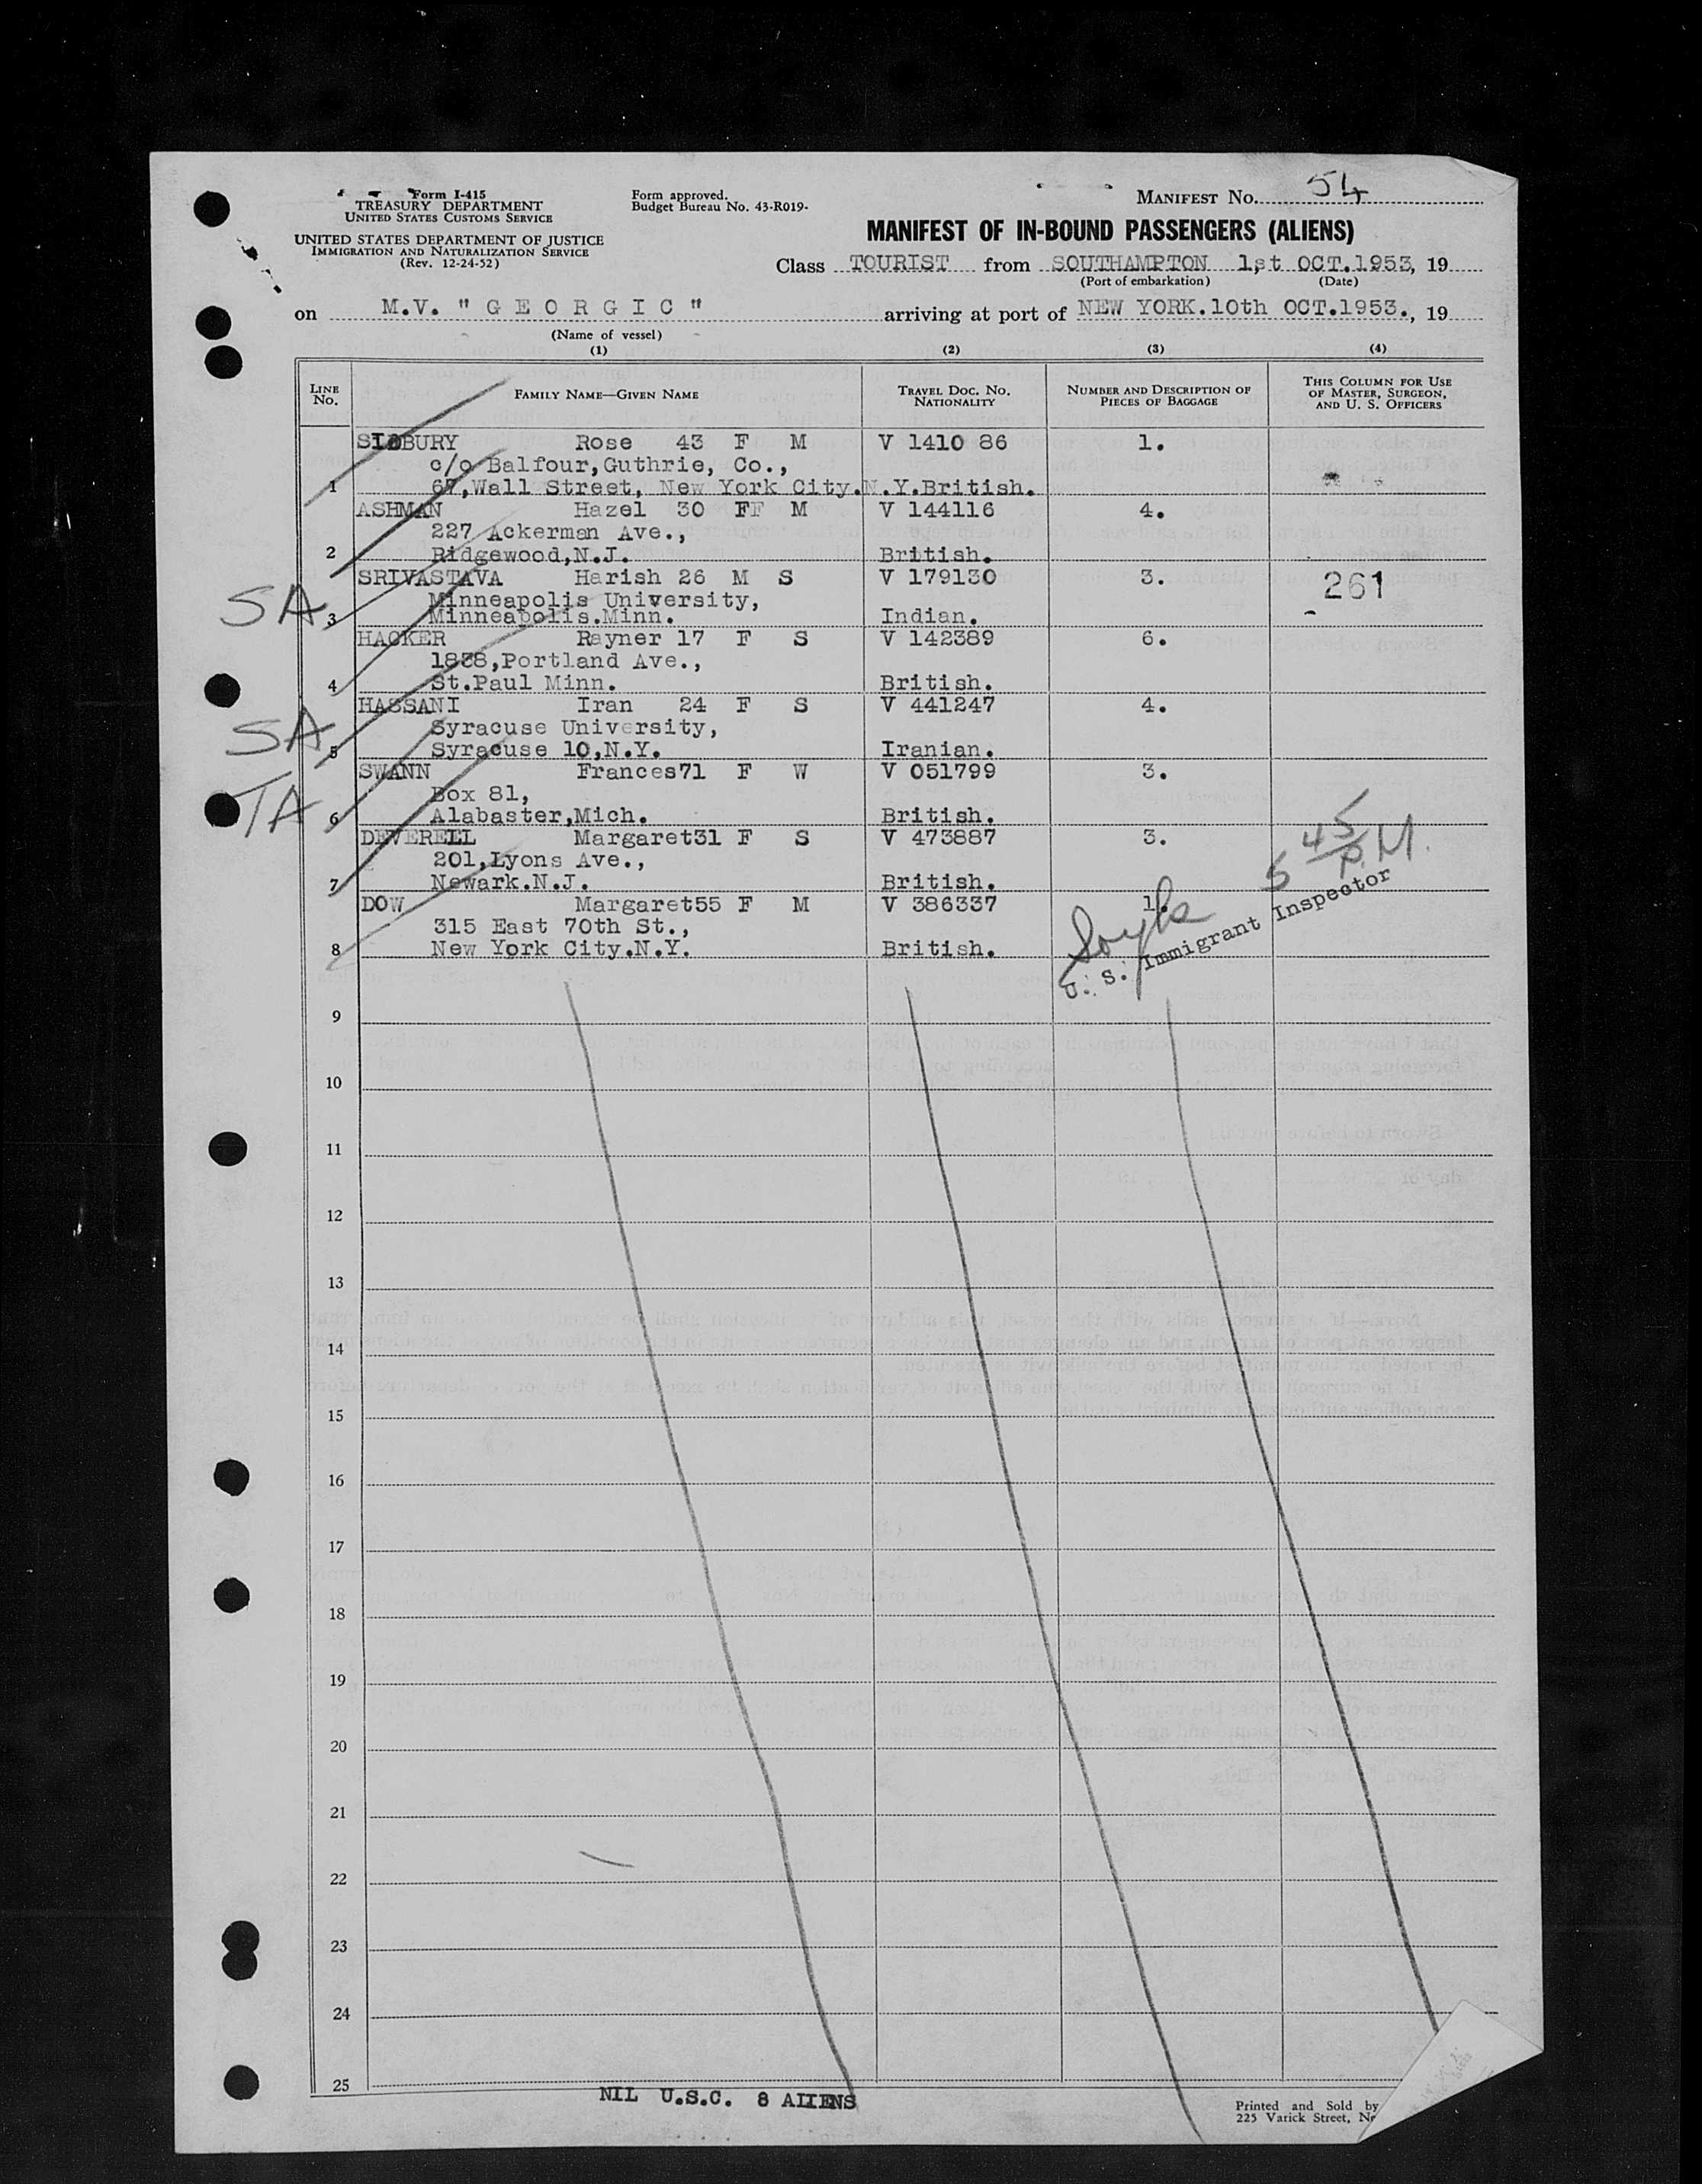 Form I-415
TREASURY DEPARTMENT
UNITED STATES CUSTOMS SERVICE
UNITED STATES DEPARTMENT OF JUSTICE
IMMIGRATION AND NATURALIZATION SERVICE
(Rev. 12-24-52)
Form approved.
Budget Bureau No. 43-R019-
MANIFEST NO. 54
MANIFEST OF IN-BOUND PASSENGERS (ALIENS)
Class TOURIST from SOUTHAMPTON 1st OCT.1953, 19
(Port of embarkation) (Date)
on M.V. "GEORGIC" arriving at port of NEW YORK.10th OCT.1953., 19
(Name of vessel)
(1) (2) (3) (4)
LINE NO. FAMILY NAME—GIVEN NAME TRAVEL DOC. NO. NATIONALITY NUMBER AND DESCRIPTION OF PIECES OF BAGGAGE THIS COLUMN FOR USE OF MASTER, SURGEON, AND U. S. OFFICERS
Rose 43 F M V 1410 86 1.
c/o Balfour,Guthrie, Co.,
1 67,Wall Street, New York City.N.Y.British.
ASHMAN Hazel 30 FF M V 144116 4.
227 Ackerman Ave.,
2 Ridgewood,N.J. British.
SRIVASTAVA Harish 26 M S V 179130 3. 261
Minneapolis University,
SA 3 Minneapolis.Minn. Indian.
HACKER Rayner 17 F S V 142389 6.
1838,Portland Ave.,
4 St.Paul Minn. British.
HASSANI Iran 24 F S V 441247 4.
Syracuse University,
SA 5 Syracuse 10,N.Y. Iranian.
SWANN Frances71 F W V 051799 3.
Box 81,
TA 6 Alabaster,Mich. British.
DEVERELL Margaret31 F S V 473887 3.
201,Lyons Ave.,
7 Newark.N.J. British.
5 45 P.M.
DOW Margaret55 F M V 386337 1.
315 East 70th St.,
8 New York City.N.Y. British.
U. S. Immigrant Inspector
9
10
11
12
13
14
15
16
17
18
19
20
21
22
23
24
25
NIL U.S.C. 8 ALIENS
Printed and Sold by
225 Varick Street,